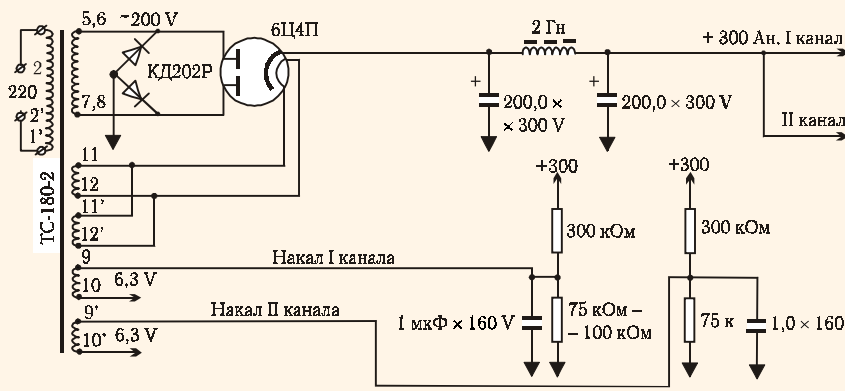 5,6
~200 V
6Ц4П
2 Гн
+ 300 Ан. I канал
2
220
2'
1'
КД202Р
7,8
+
200,0 ×
× 300 V
+
200,0 × 300 V
II канал
ТС-180-2
11
12
11'
12'
+300
+300
300 кОм
300 кОм
9
Накал I канала
10
6,3 V
9'
Накал II канала
10'
6,3 V
1 мкФ × 160 V
75 кОм –
– 100 кОм
75 к
1,0 × 160